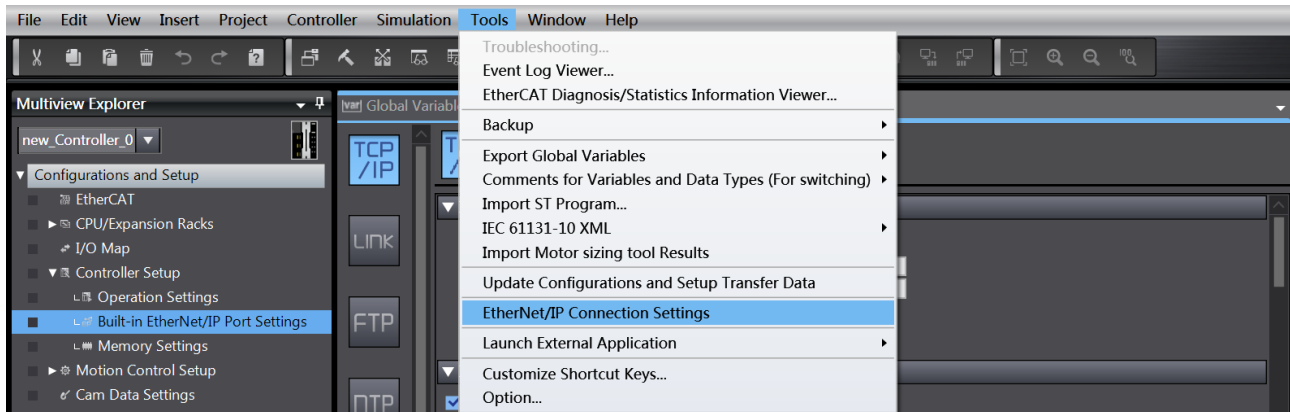 File Edit View Insert Project Controller Simulation Tools Window Help
Multiview Explorer
new_Controller_0
Configurations and Setup
EtherCAT
CPU/Expansion Racks
I/O Map
Controller Setup
Operation Settings
Built-in EtherNet/IP Port Settings
Memory Settings
Motion Control Setup
Cam Data Settings
var Global Variabl
TCP
/IP
LINK
FTP
NTP
Troubleshooting...
Event Log Viewer...
EtherCAT Diagnosis/Statistics Information Viewer...
Backup
Export Global Variables
Comments for Variables and Data Types (For switching)
Import ST Program...
IEC 61131-10 XML
Import Motor sizing tool Results
Update Configurations and Setup Transfer Data
EtherNet/IP Connection Settings
Launch External Application
Customize Shortcut Keys...
Option...